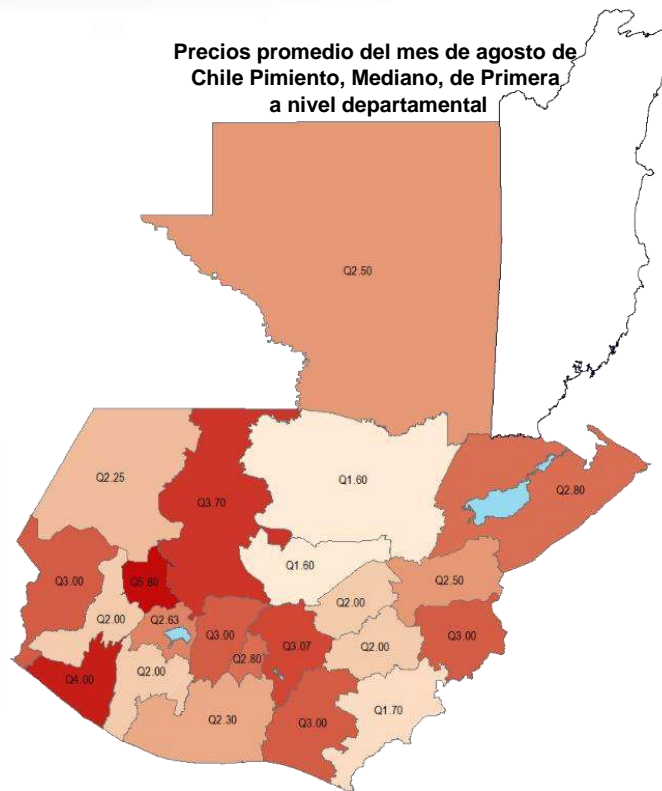 Precios promedio del mes de agosto de
Chile Pimiento, Mediano, de Primera
a nivel departamental
Q2.50
Q2.25
Q3.70
Q1.60
Q2.80
Q3.00
Q5.80
Q1.60
Q2.50
Q2.00
Q2.00
Q2.63
Q3.00
Q2.80
Q3.07
Q2.00
Q3.00
Q4.00
Q2.00
Q2.30
Q3.00
Q1.70